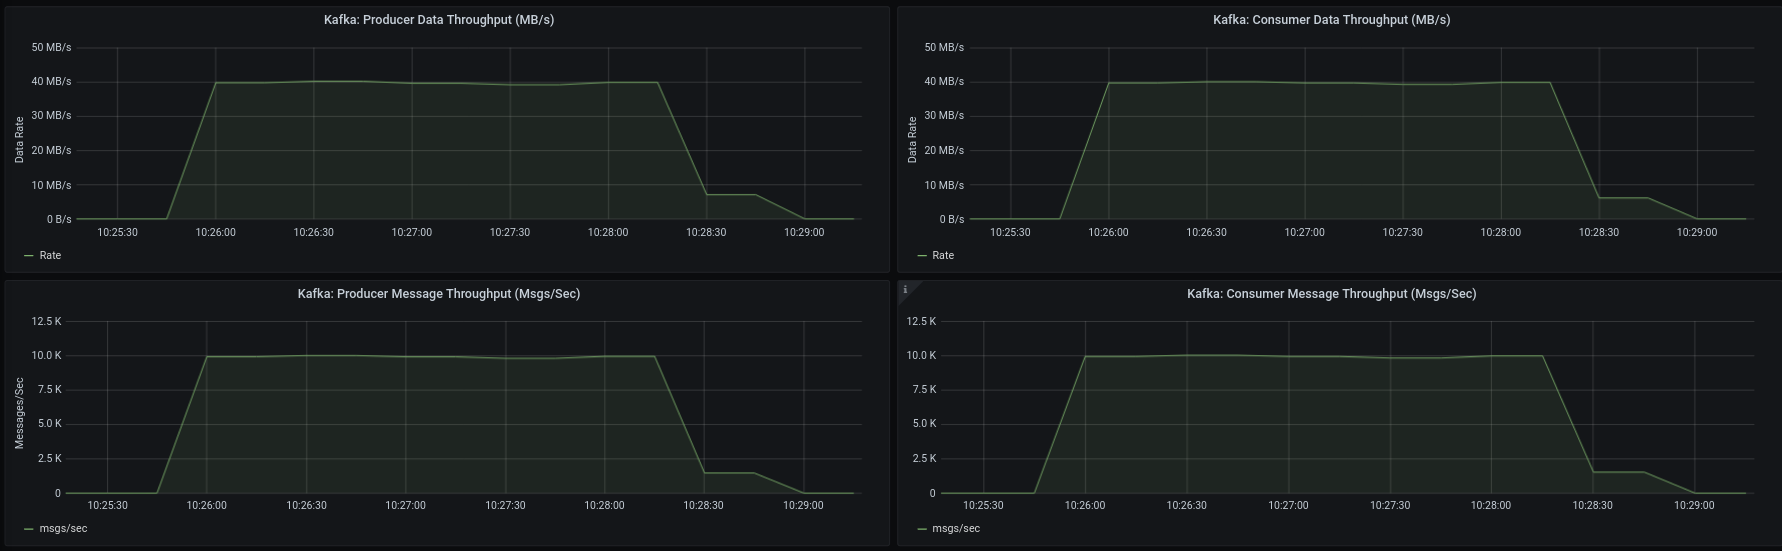 Kafka: Producer Data Throughput (MB/s)
50 MB/s
40 MB/s
30 MB/s
20 MB/s
10 MB/s
0 B/s
Data Rate
10:25:30 10:26:00 10:26:30 10:27:00 10:27:30 10:28:00 10:28:30 10:29:00
Rate
Kafka: Consumer Data Throughput (MB/s)
50 MB/s
40 MB/s
30 MB/s
20 MB/s
10 MB/s
0 B/s
Data Rate
10:25:30 10:26:00 10:26:30 10:27:00 10:27:30 10:28:00 10:28:30 10:29:00
Rate
Kafka: Producer Message Throughput (Msgs/Sec)
12.5 K
10.0 K
7.5 K
5.0 K
2.5 K
0
Messages/Sec
10:25:30 10:26:00 10:26:30 10:27:00 10:27:30 10:28:00 10:28:30 10:29:00
msgs/sec
i
Kafka: Consumer Message Throughput (Msgs/Sec)
12.5 K
10.0 K
7.5 K
5.0 K
2.5 K
0
10:25:30 10:26:00 10:26:30 10:27:00 10:27:30 10:28:00 10:28:30 10:29:00
msgs/sec